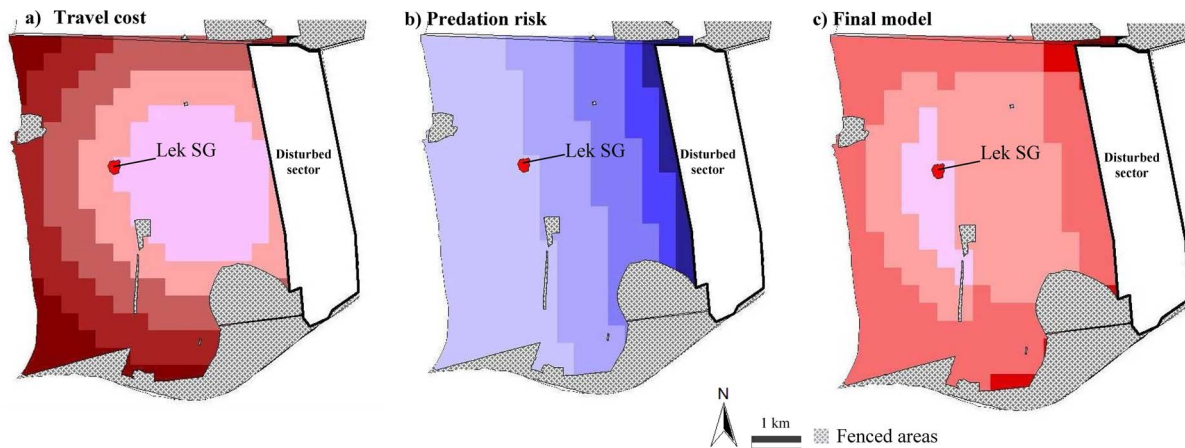 a) Travel cost
b) Predation risk
c) Final model
Lek SG
Disturbed
sector
Lek SG
Disturbed
sector
Lek SG
Disturbed
sector
N
1 km
Fenced areas